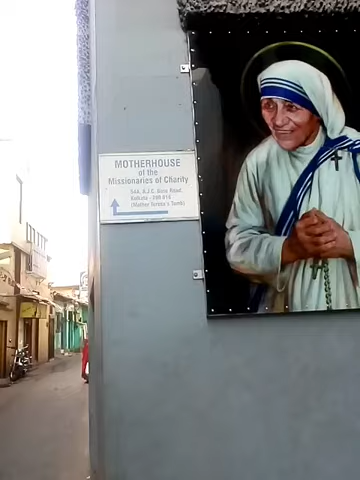 MOTHERHOUSE
of the
Missionaries of Charity
54A, A.J.C. Bose Road,
Kolkata - 700 016
(Mother Teresa's Tomb)